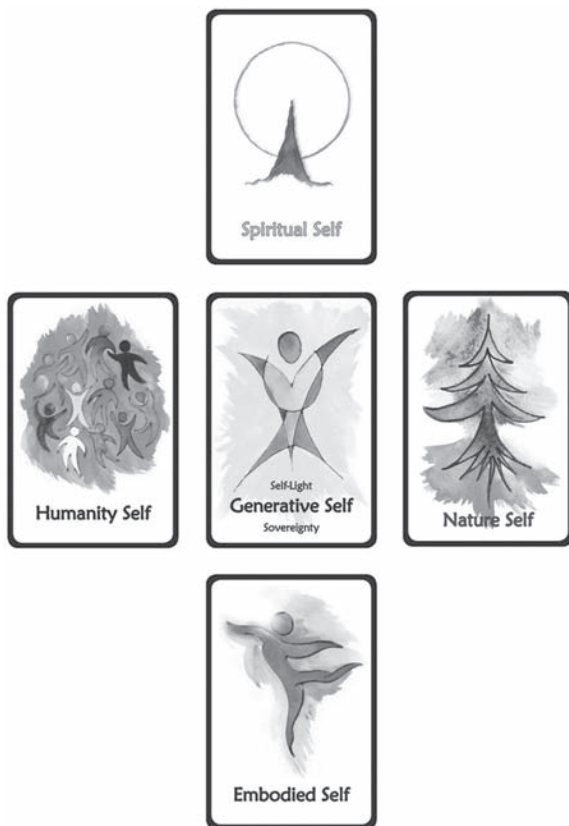 Spiritual Self
Humanity Self
Self-Light
Generative Self
Sovereignty
Nature Self
Embodied Self